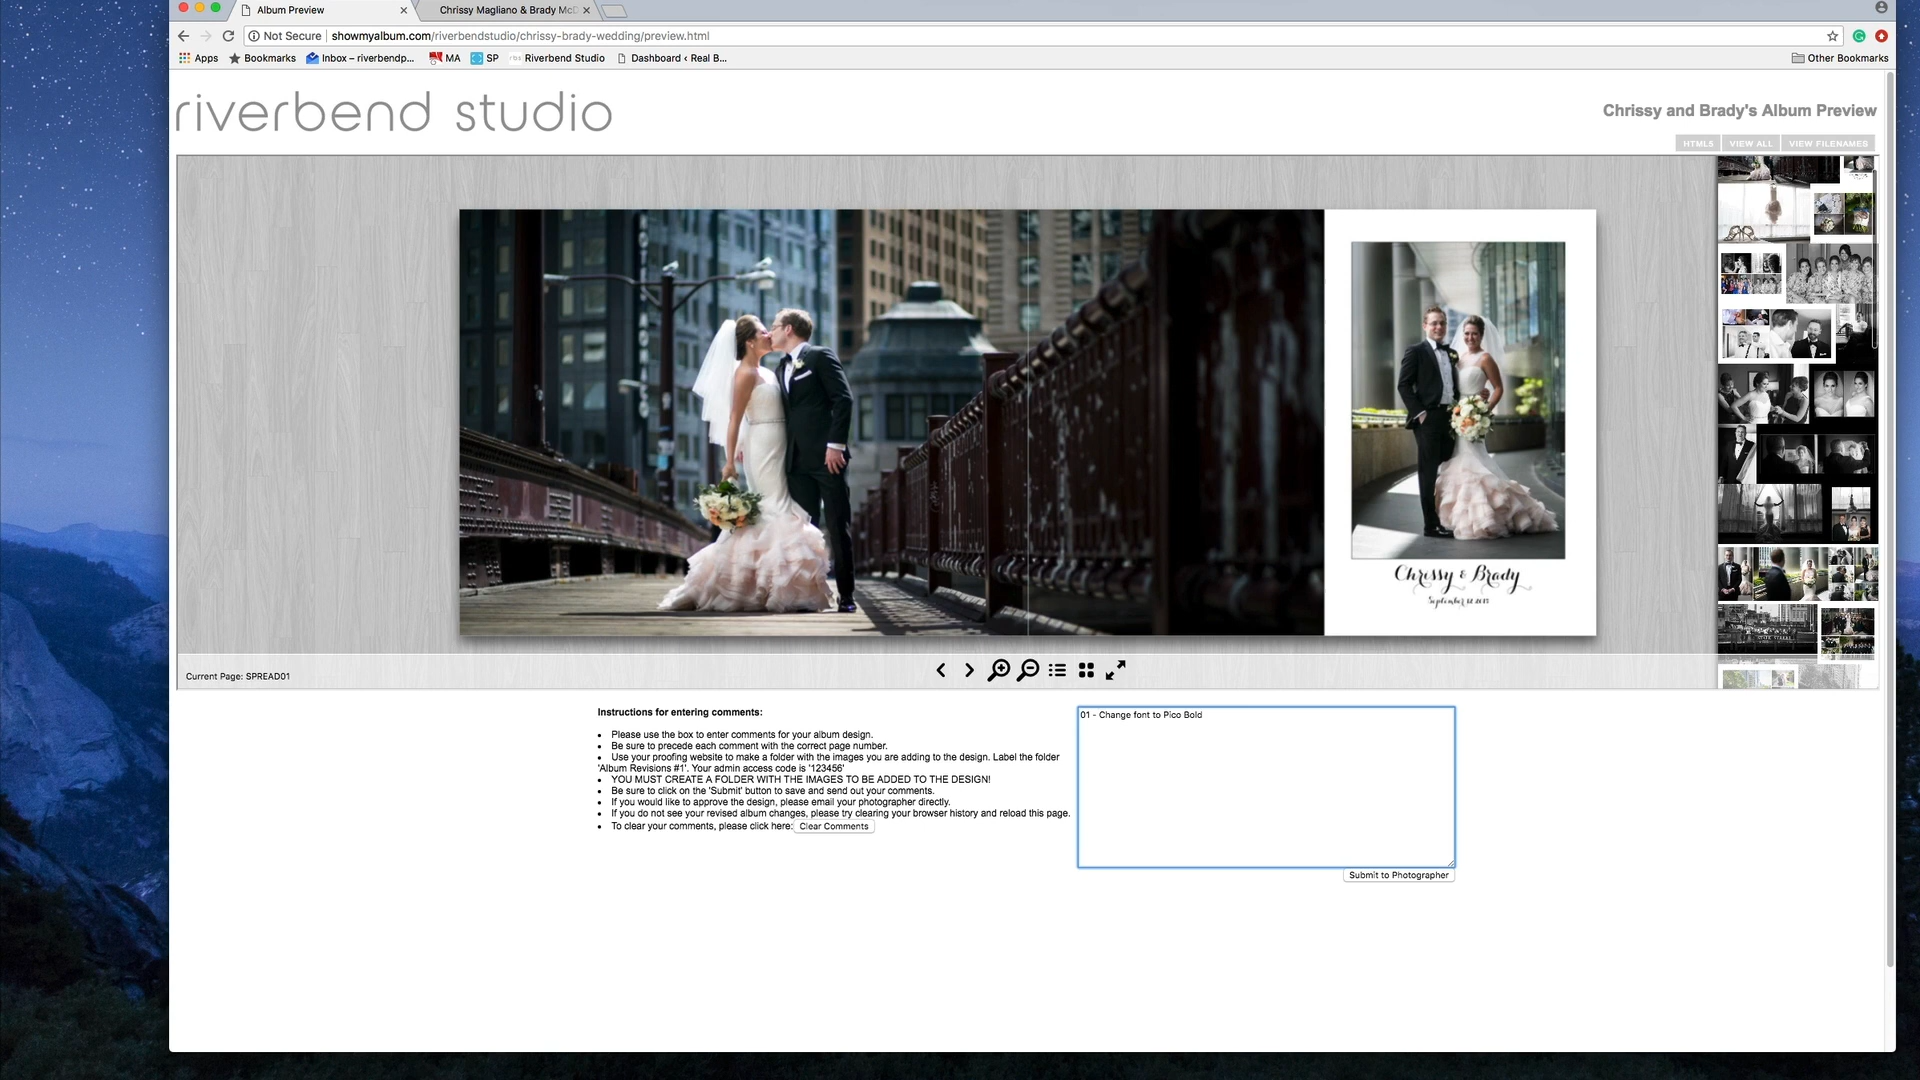 Album Preview
Chrissy Magliano & Brady McD
Not Secure
showmyalbum.com/riverbendstudio/chrissy-brady-wedding/preview.html
Apps
Bookmarks
Inbox – riverbendp...
MA
SP
Riverbend Studio
Dashboard ‹ Real B...
Other Bookmarks
riverbend studio
Chrissy and Brady's Album Preview
HTML5
VIEW ALL
VIEW FILENAMES
Chrissy & Brady
September 12 2015
Current Page: SPREAD01
Instructions for entering comments:
• Please use the box to enter comments for your album design.
• Be sure to precede each comment with the correct page number.
• Use your proofing website to make a folder with the images you are adding to the design. Label the folder
'Album Revisions #1'. Your admin access code is '123456'
• YOU MUST CREATE A FOLDER WITH THE IMAGES TO BE ADDED TO THE DESIGN!
• Be sure to click on the 'Submit' button to save and send out your comments.
• If you would like to approve the design, please email your photographer directly.
• If you do not see your revised album changes, please try clearing your browser history and reload this page.
• To clear your comments, please click here: Clear Comments
01 - Change font to Pico Bold
Submit to Photographer